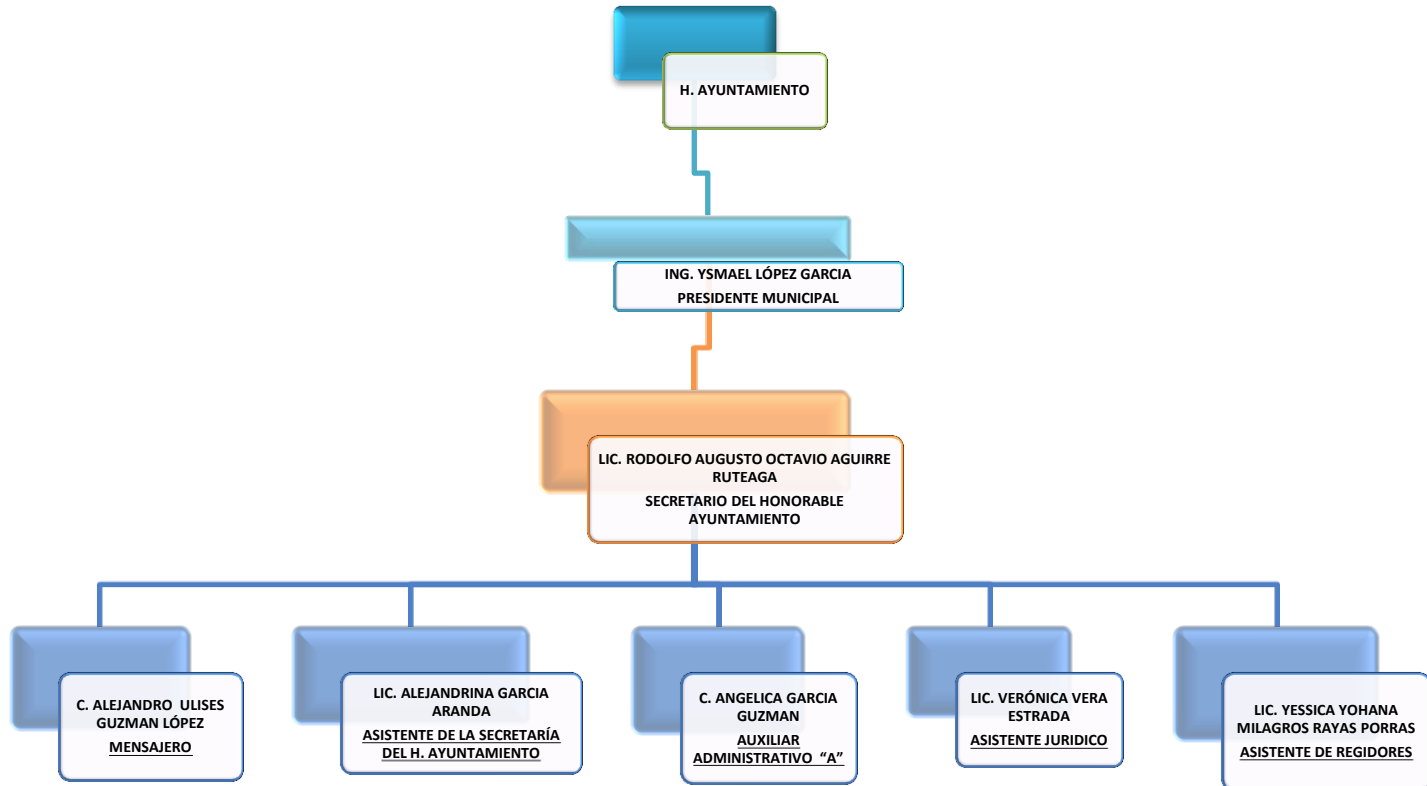 H. AYUNTAMIENTO
ING. YSMAEL LÓPEZ GARCIA
PRESIDENTE MUNICIPAL
LIC. RODOLFO AUGUSTO OCTAVIO AGUIRRE
RUTEAGA
SECRETARIO DEL HONORABLE
AYUNTAMIENTO
C. ALEJANDRO  ULISES
GUZMAN LÓPEZ
MENSAJERO
LIC. ALEJANDRINA GARCIA
ARANDA
ASISTENTE DE LA SECRETARÍA
DEL H. AYUNTAMIENTO
C. ANGELICA GARCIA
GUZMAN
AUXILIAR
ADMINISTRATIVO  “A”
LIC. VERÓNICA VERA
ESTRADA
ASISTENTE JURIDICO
LIC. YESSICA YOHANA
MILAGROS RAYAS PORRAS
ASISTENTE DE REGIDORES